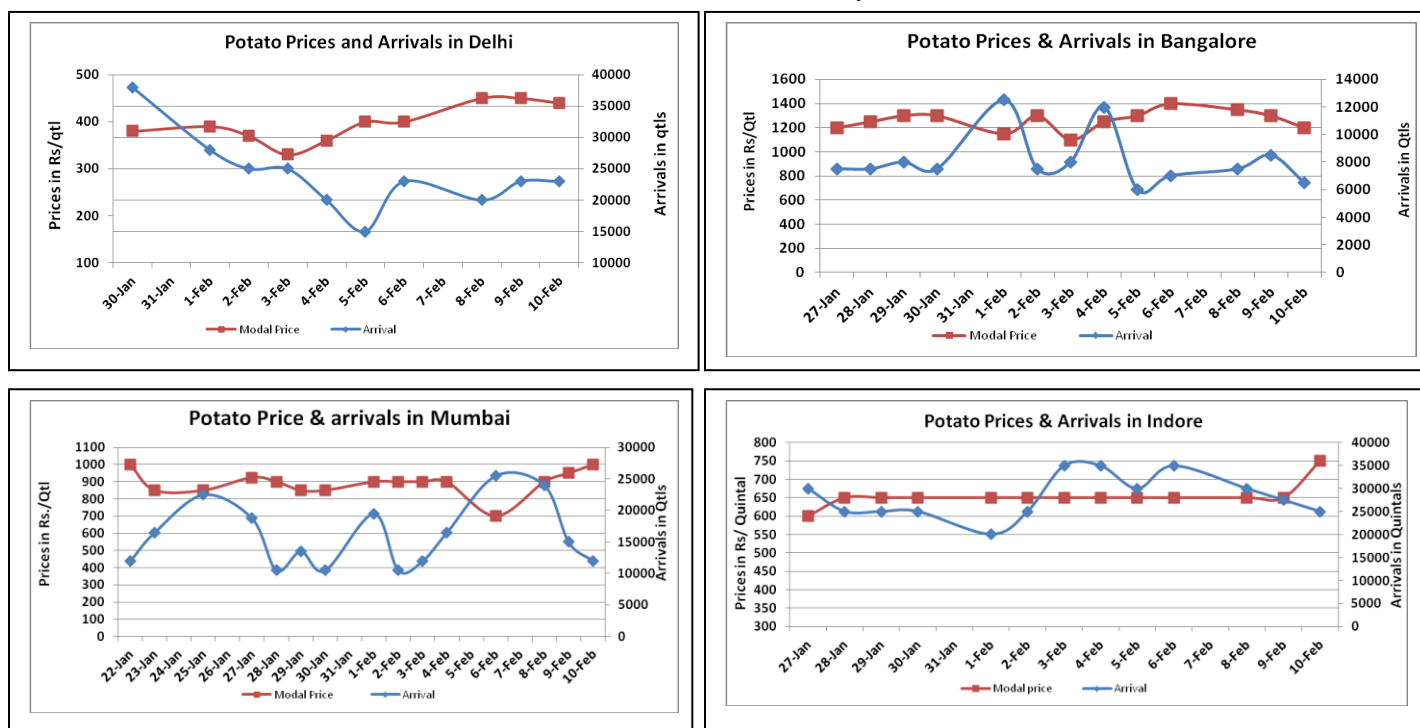 Potato Prices and Arrivals in Delhi
Prices in Rs/qtl
500
400
300
200
100
40000
35000
30000
25000
20000
15000
10000
Arrivals in qtls
30-Jan
31-Jan
1-Feb
2-Feb
3-Feb
4-Feb
5-Feb
6-Feb
7-Feb
8-Feb
9-Feb
10-Feb
Modal Price
Arrival
Potato Prices & Arrivals in Bangalore
Prices in Rs/Qtl
1600
1400
1200
1000
800
600
400
200
0
14000
12000
10000
8000
6000
4000
2000
0
Arrivals in Qtls
27-Jan
28-Jan
29-Jan
30-Jan
31-Jan
1-Feb
2-Feb
3-Feb
4-Feb
5-Feb
6-Feb
7-Feb
8-Feb
9-Feb
10-Feb
Modal Price
Arrival
Potato Price & arrivals in Mumbai
Prices in Rs./Qtl
1100
1000
900
800
700
600
500
400
300
200
100
0
30000
25000
20000
15000
10000
5000
0
Arrivals in Qtls
22-Jan
23-Jan
24-Jan
25-Jan
26-Jan
27-Jan
28-Jan
29-Jan
30-Jan
31-Jan
1-Feb
2-Feb
3-Feb
4-Feb
5-Feb
6-Feb
7-Feb
8-Feb
9-Feb
10-Feb
Modal Price
Arrival
Potato Prices & Arrivals in Indore
Prices in Rs/ Quintal
800
750
700
650
600
550
500
450
400
350
300
40000
35000
30000
25000
20000
15000
10000
5000
0
Arrivals in Quintals
27-Jan
28-Jan
29-Jan
30-Jan
31-Jan
1-Feb
2-Feb
3-Feb
4-Feb
5-Feb
6-Feb
7-Feb
8-Feb
9-Feb
10-Feb
Modal price
Arrival